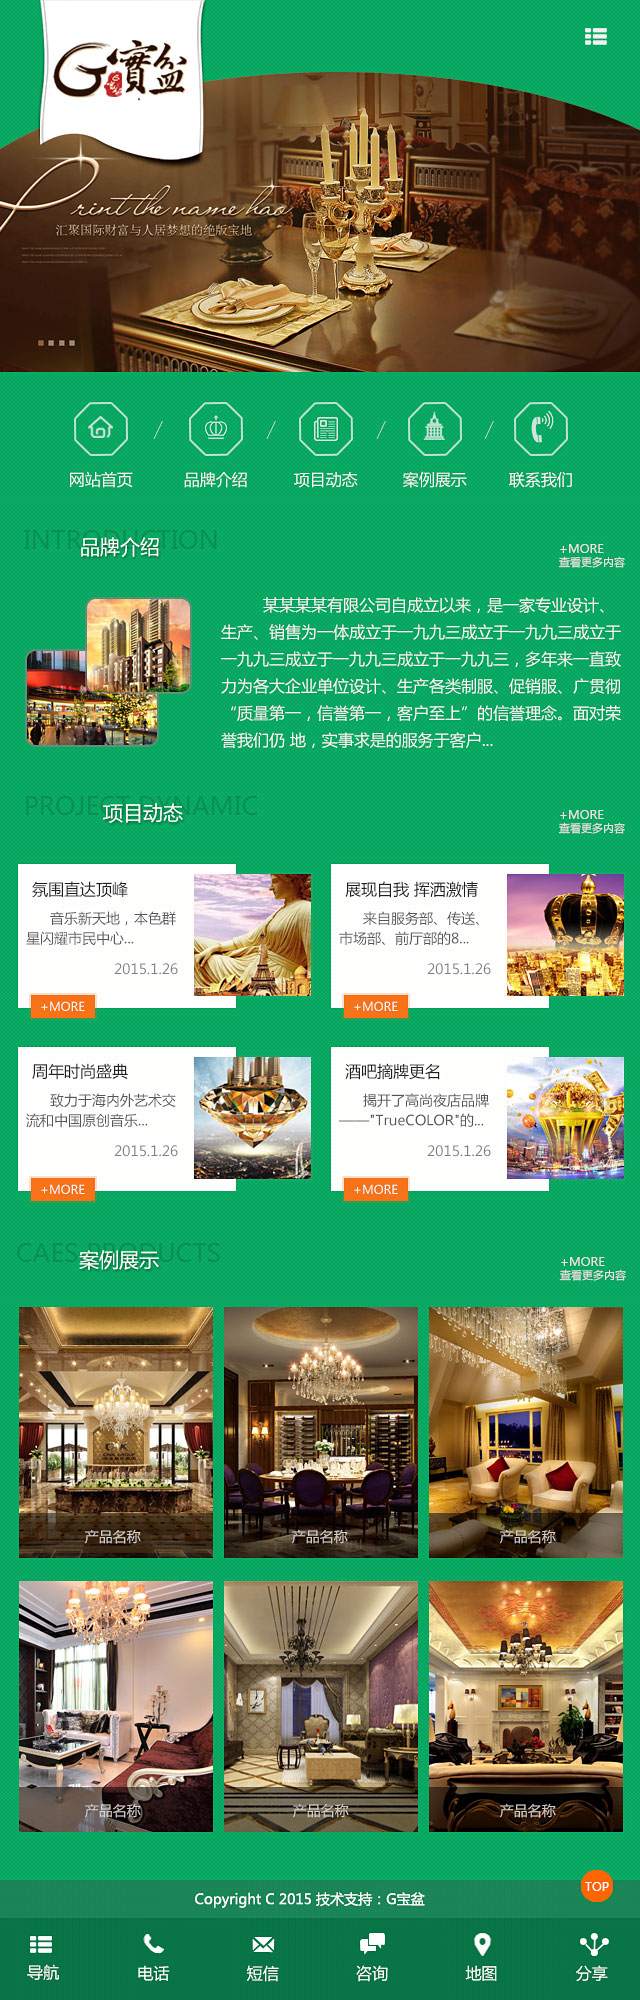 G寶盆
Print the name hao
汇聚国际财富与人居梦想的绝版宝地
网站首页
品牌介绍
项目动态
案例展示
联系我们
INTRODUCTION
品牌介绍
+MORE
查看更多内容
某某某某有限公司自成立以来，是一家专业设计、
生产、销售为一体成立于一九九三成立于一九九三成立于
一九九三成立于一九九三成立于一九九三，多年来一直致
力为各大企业单位设计、生产各类制服、促销服、广贯彻
“质量第一，信誉第一，客户至上”的信誉理念。面对荣
誉我们仍 地，实事求是的服务于客户...
PROJECT DYNAMIC
项目动态
+MORE
查看更多内容
氛围直达顶峰
音乐新天地，本色群
星闪耀市民中心...
2015.1.26
+MORE
展现自我 挥洒激情
来自服务部、传送、
市场部、前厅部的8...
2015.1.26
+MORE
周年时尚盛典
致力于海内外艺术交
流和中国原创音乐...
2015.1.26
+MORE
酒吧摘牌更名
揭开了高尚夜店品牌
——"TrueCOLOR"的...
2015.1.26
+MORE
CAES PRODUCTS
案例展示
+MORE
查看更多内容
产品名称
产品名称
产品名称
产品名称
产品名称
产品名称
TOP
Copyright C 2015 技术支持：G宝盆
导航
电话
短信
咨询
地图
分享